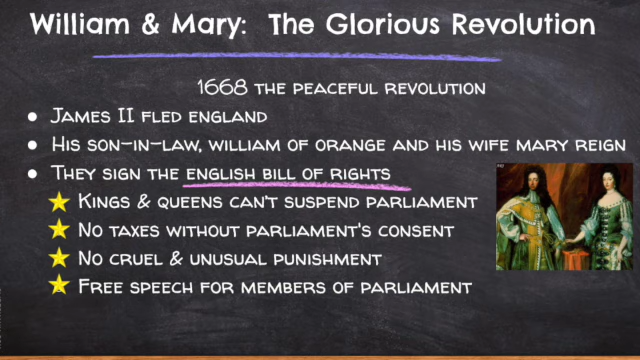 William & Mary: The Glorious Revolution
1668 the peaceful revolution
• James II fled England
• His son-in-law, William of Orange and his wife Mary reign
• They sign the English Bill of Rights
Kings & queens can't suspend Parliament
No taxes without Parliament's consent
No cruel & unusual punishment
Free speech for members of Parliament